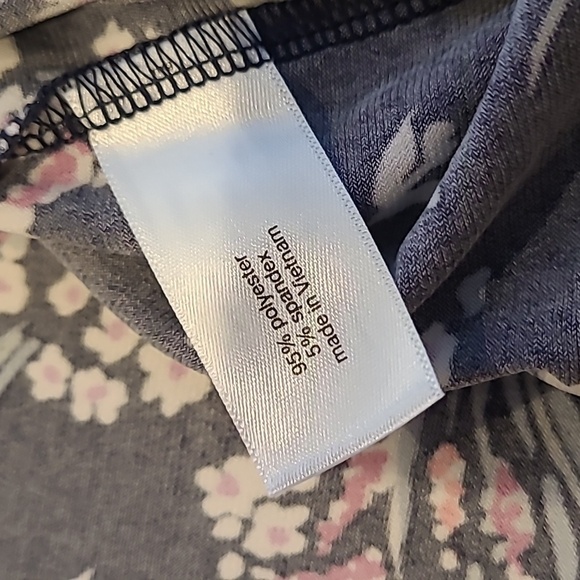 95% polyester
5% spandex
made in Vietnam